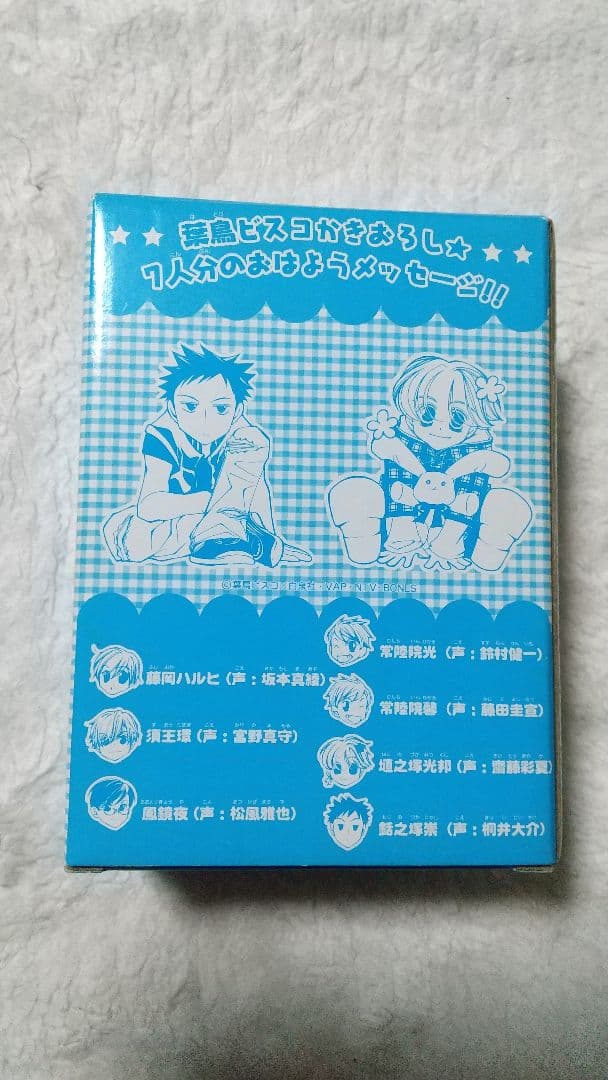 ★ ★ 葉鳥ビスコかきおろし★ ★ ★
7人分のおはようメッセージ!!
©葉鳥ビスコ／白泉社・VAP・NTV・BONES
藤岡ハルヒ(声：坂本真綾)
須王環(声：宮野真守)
鳳鏡夜(声：松風雅也)
常陸院光(声：鈴村健一)
常陸院馨(声：藤田圭宣)
埴之塚光邦(声：齋藤彩夏)
銛之塚崇(声：桐井大介)